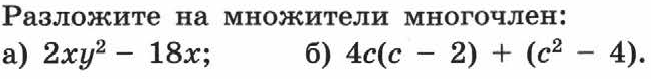 Разложите на множители многочлен:
а) 2xy² − 18x; б) 4c(c − 2) + (c² − 4).